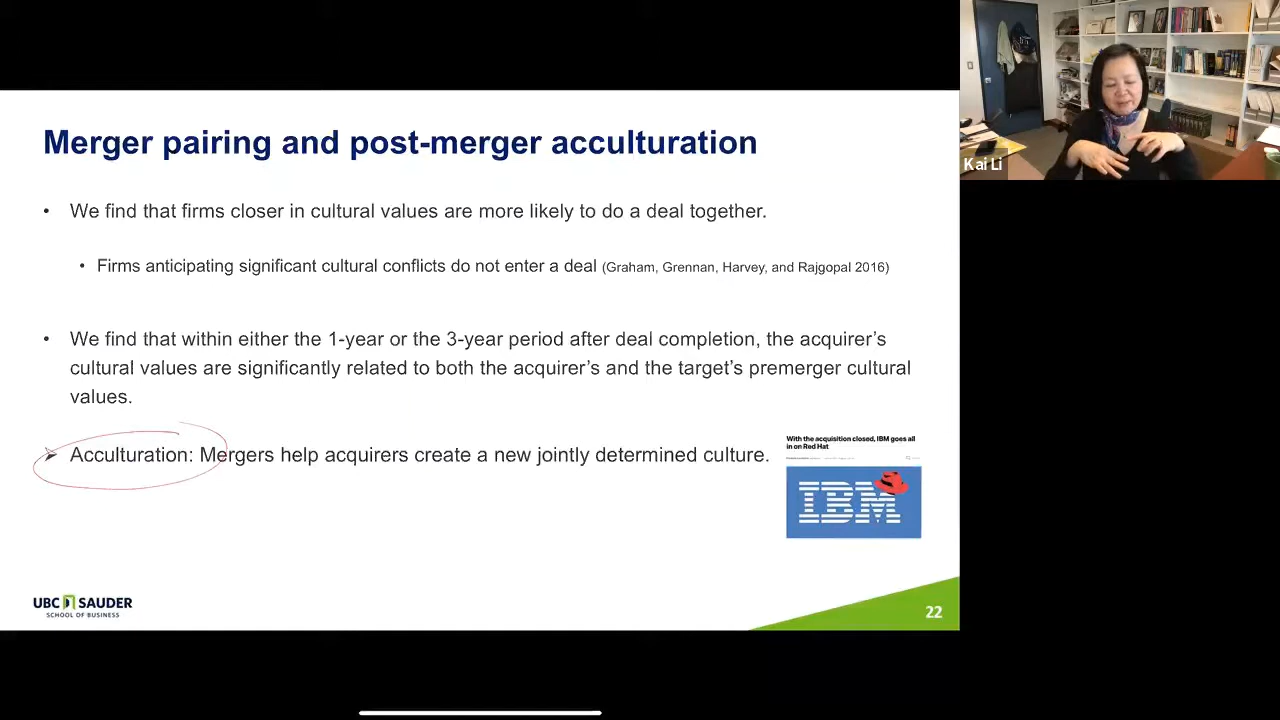 Merger pairing and post-merger acculturation
Kai Li
• We find that firms closer in cultural values are more likely to do a deal together.
• Firms anticipating significant cultural conflicts do not enter a deal (Graham, Grennan, Harvey, and Rajgopal 2016)
• We find that within either the 1-year or the 3-year period after deal completion, the acquirer’s
cultural values are significantly related to both the acquirer’s and the target’s premerger cultural
values.
➤ Acculturation: Mergers help acquirers create a new jointly determined culture.
With the acquisition closed, IBM goes all
in on Red Hat
IBM
UBC SAUDER
SCHOOL OF BUSINESS
22